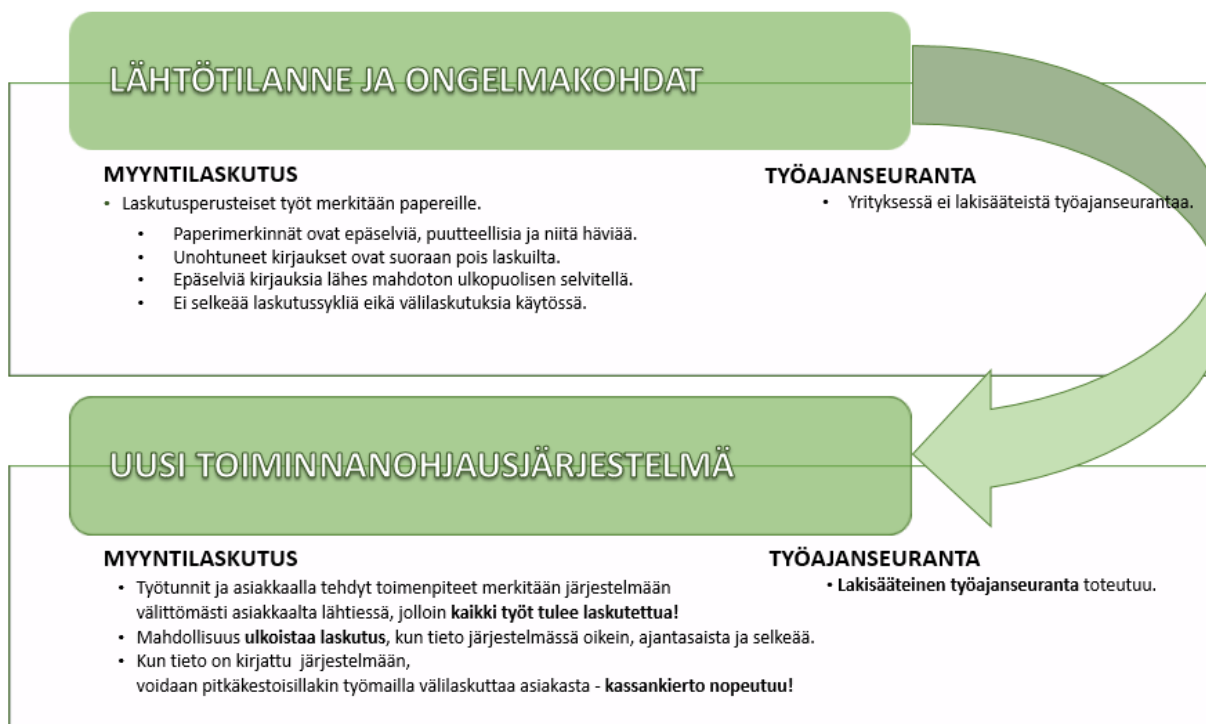 LÄHTÖTILANNE JA ONGELMAKOHDAT
MYYNTILASKUTUS
• Laskutusperusteiset työt merkitään papereille.
• Paperimerkinnät ovat epäselviä, puutteellisia ja niitä häviää.
• Unohtuneet kirjaukset ovat suoraan pois laskuilta.
• Epäselviä kirjauksia lähes mahdoton ulkopuolisen selvitellä.
• Ei selkeää laskutussykliä eikä välilaskutuksia käytössä.
TYÖAJANSEURANTA
• Yrityksessä ei lakisääteistä työajanseurantaa.
UUSI TOIMINNANOHJAUSJÄRJESTELMÄ
MYYNTILASKUTUS
• Työtunnit ja asiakkaalla tehdyt toimenpiteet merkitään järjestelmään
välittömästi asiakkaalta lähtiessä, jolloin kaikki työt tulee laskutettua!
• Mahdollisuus ulkoistaa laskutus, kun tieto järjestelmässä oikein, ajantasaista ja selkeää.
• Kun tieto on kirjattu järjestelmään,
voidaan pitkäkestoisillakin työmailla välilaskuttaa asiakasta - kassankierto nopeutuu!
TYÖAJANSEURANTA
• Lakisääteinen työajanseuranta toteutuu.